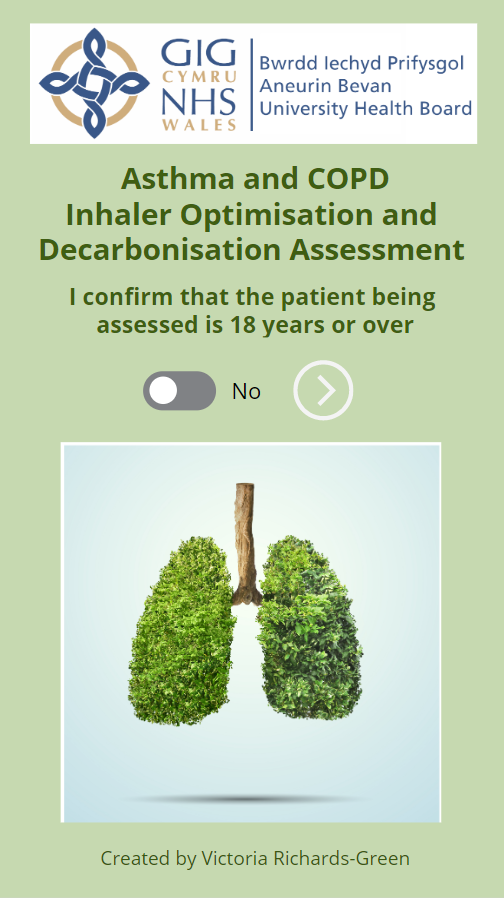 GIG
CYMRU
NHS
WALES
Bwrdd Iechyd Prifysgol
Aneurin Bevan
University Health Board
Asthma and COPD
Inhaler Optimisation and
Decarbonisation Assessment
I confirm that the patient being
assessed is 18 years or over
No
Created by Victoria Richards-Green